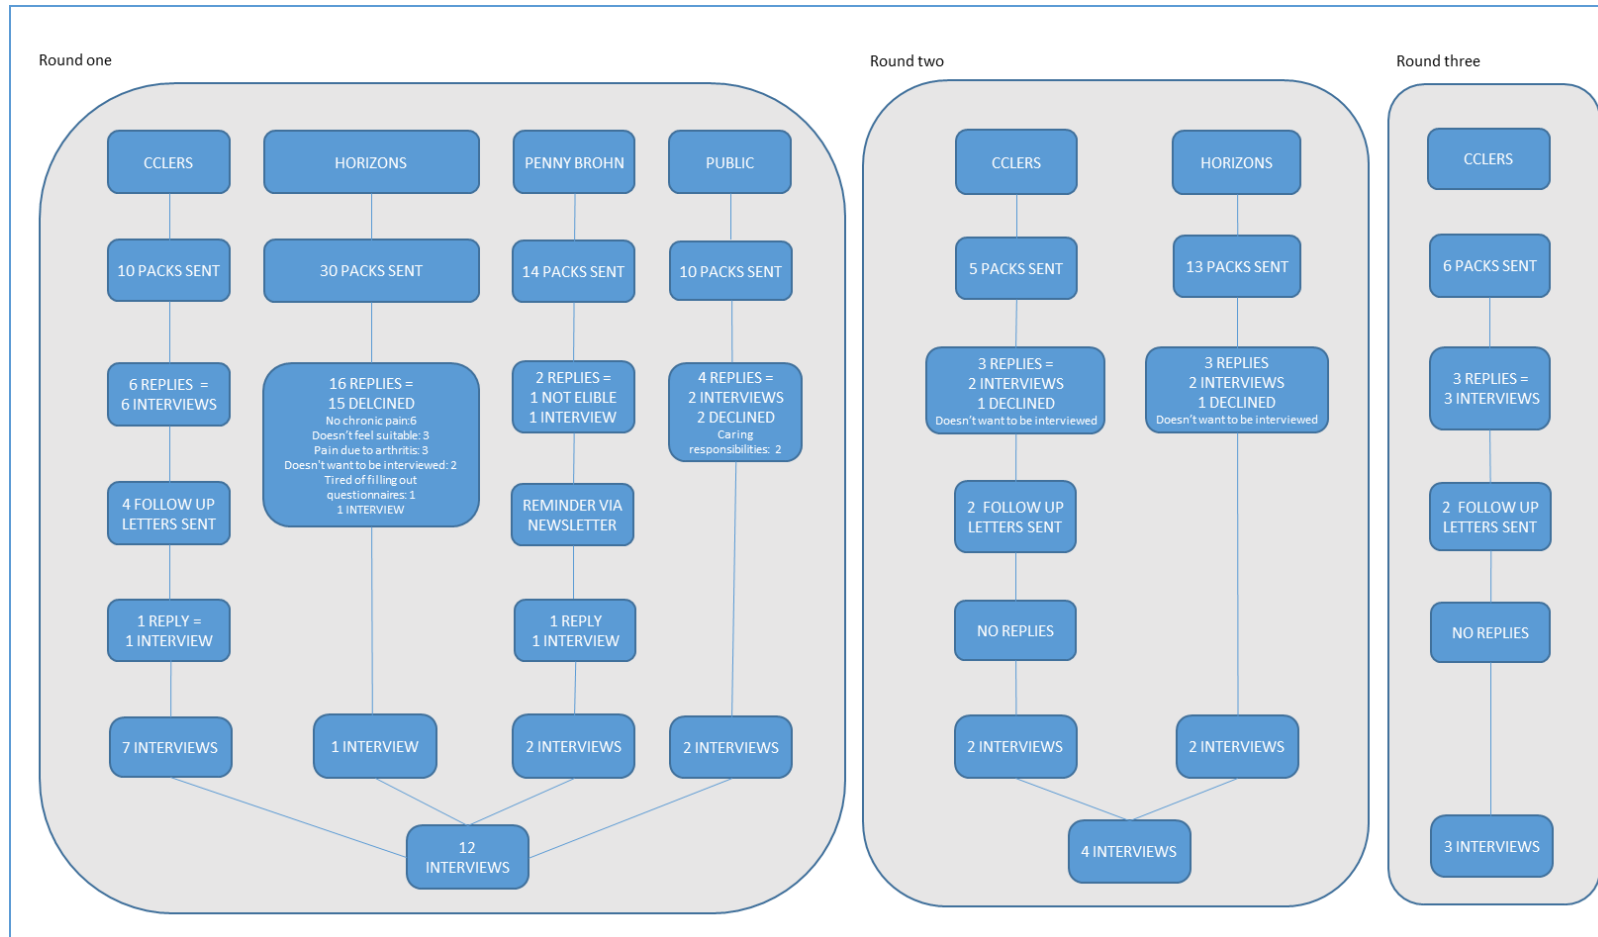 Round one
CCLERS
10 PACKS SENT
6 REPLIES =
6 INTERVIEWS
4 FOLLOW UP
LETTERS SENT
1 REPLY =
1 INTERVIEW
7 INTERVIEWS
HORIZONS
30 PACKS SENT
16 REPLIES =
15 DELCINED
No chronic pain:6
Doesn't feel suitable: 3
Pain due to arthritis: 3
Doesn't want to be interviewed: 2
Tired of filling out
questionnaires: 1
1 INTERVIEW
1 INTERVIEW
PENNY BROHN
14 PACKS SENT
2 REPLIES =
1 NOT ELIBLE
1 INTERVIEW
REMINDER VIA
NEWSLETTER
1 REPLY
1 INTERVIEW
2 INTERVIEWS
PUBLIC
10 PACKS SENT
4 REPLIES =
2 INTERVIEWS
2 DECLINED
Caring
responsibilities: 2
2 INTERVIEWS
12
INTERVIEWS
Round two
CCLERS
5 PACKS SENT
3 REPLIES =
2 INTERVIEWS
1 DECLINED
Doesn't want to be interviewed
2 FOLLOW UP
LETTERS SENT
NO REPLIES
2 INTERVIEWS
HORIZONS
13 PACKS SENT
3 REPLIES
2 INTERVIEWS
1 DECLINED
Doesn't want to be interviewed
2 INTERVIEWS
4 INTERVIEWS
Round three
CCLERS
6 PACKS SENT
3 REPLIES =
3 INTERVIEWS
2 FOLLOW UP
LETTERS SENT
NO REPLIES
3 INTERVIEWS